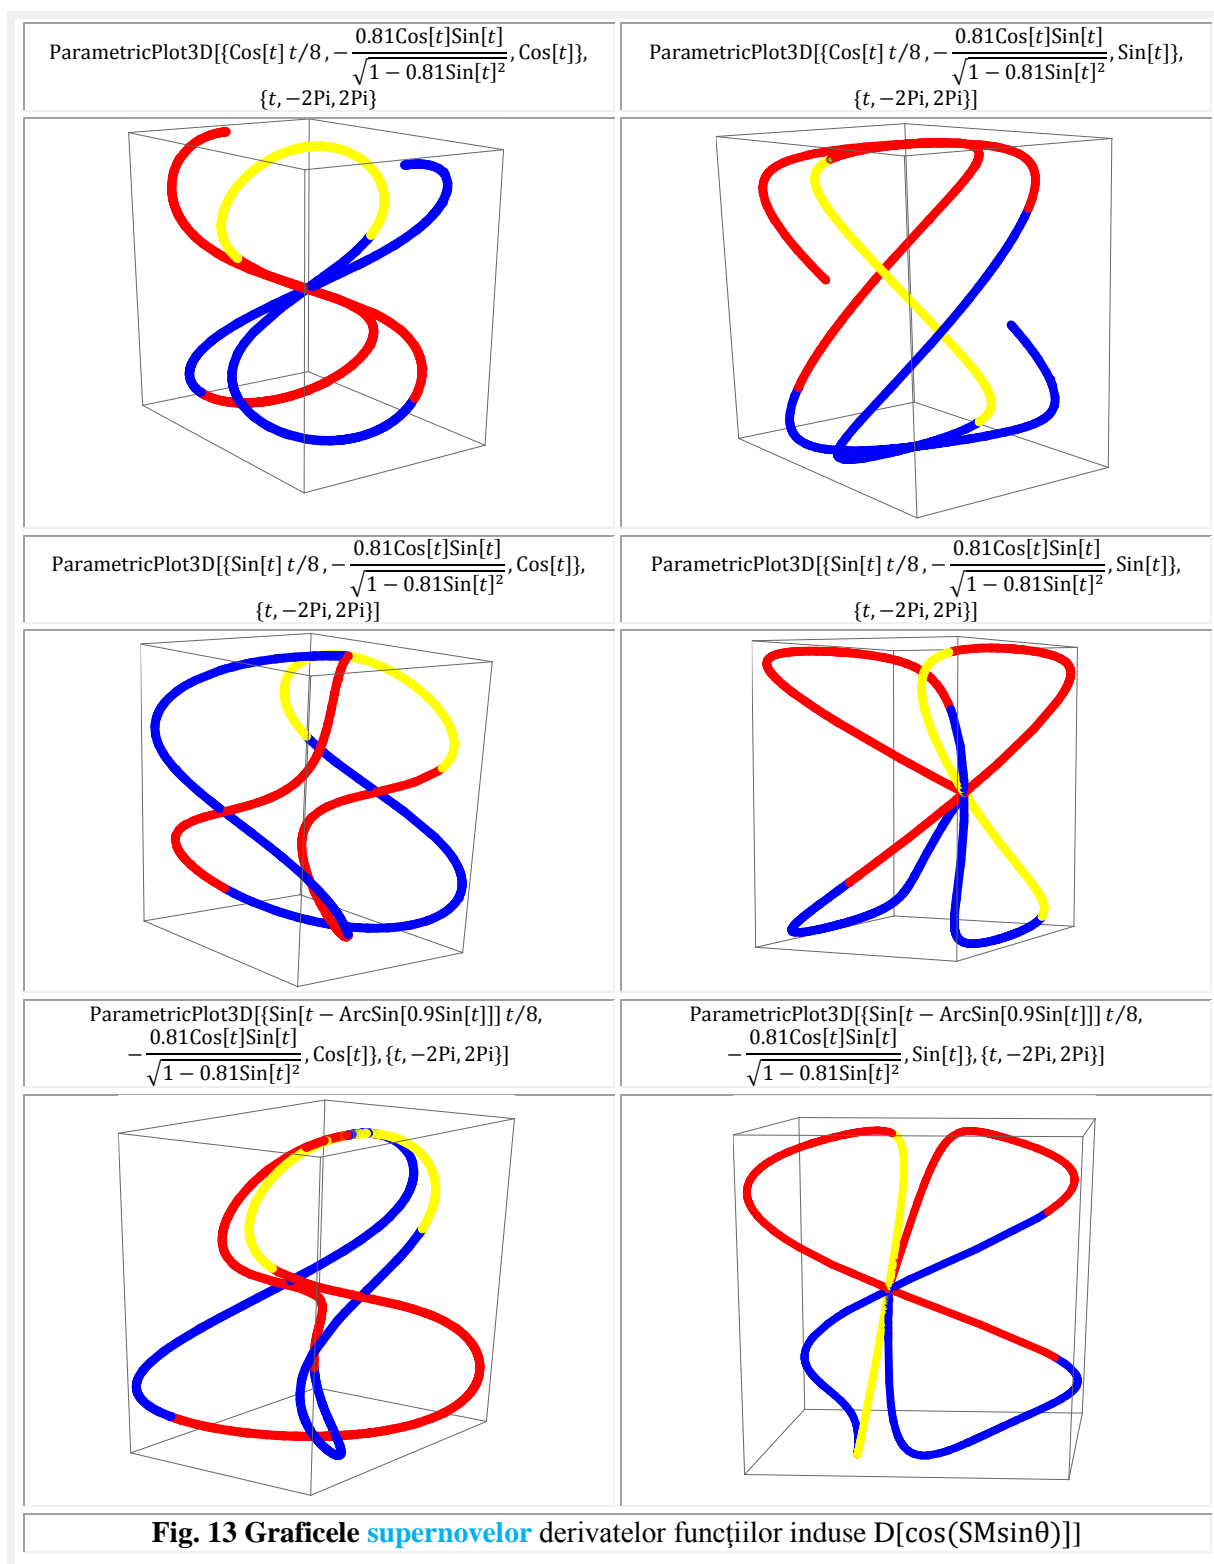 ParametricPlot3D[{Cos[t] t/8 , −0.81Cos[t]Sin[t]/√(1 − 0.81Sin[t]²), Cos[t]},
{t, −2Pi, 2Pi}
ParametricPlot3D[{Cos[t] t/8 , −0.81Cos[t]Sin[t]/√(1 − 0.81Sin[t]²), Sin[t]},
{t, −2Pi, 2Pi}]
ParametricPlot3D[{Sin[t] t/8 , −0.81Cos[t]Sin[t]/√(1 − 0.81Sin[t]²), Cos[t]},
{t, −2Pi, 2Pi}]
ParametricPlot3D[{Sin[t] t/8 , −0.81Cos[t]Sin[t]/√(1 − 0.81Sin[t]²), Sin[t]},
{t, −2Pi, 2Pi}]
ParametricPlot3D[{Sin[t − ArcSin[0.9Sin[t]]] t/8,
−0.81Cos[t]Sin[t]/√(1 − 0.81Sin[t]²), Cos[t]}, {t, −2Pi, 2Pi}]
ParametricPlot3D[{Sin[t − ArcSin[0.9Sin[t]]] t/8,
−0.81Cos[t]Sin[t]/√(1 − 0.81Sin[t]²), Sin[t]}, {t, −2Pi, 2Pi}]
Fig. 13 Graficele supernovelor derivatelor funcţiilor induse D[cos(SMsinθ)]]